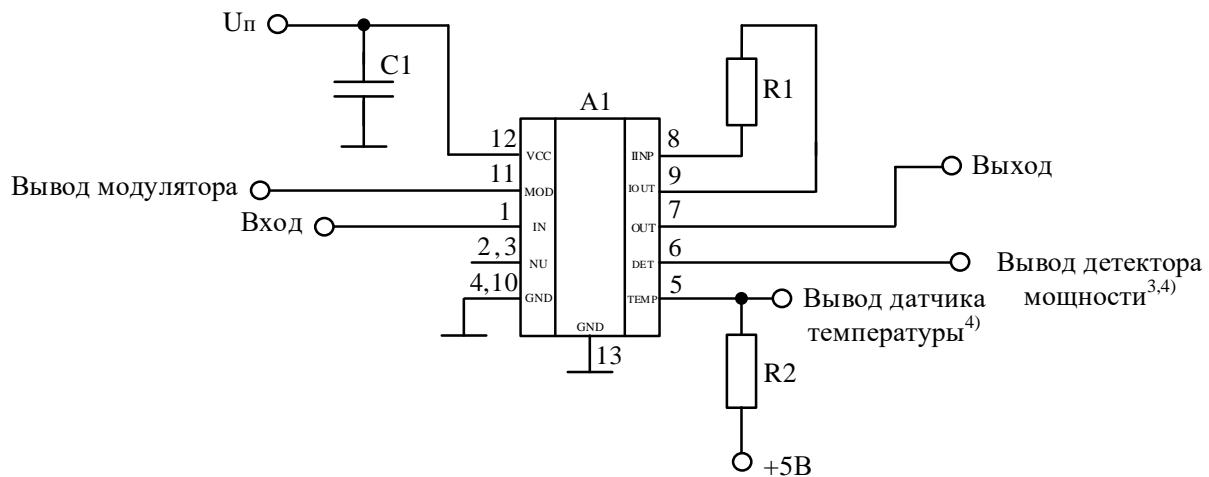 Uп
C1
A1
R1
12
VCC
IINP
8
Вывод модулятора
11
MOD
IOUT
9
Выход
Вход
1
IN
OUT
7
2, 3
NU
DET
6
Вывод детектора
мощности3,4)
4,10
GND
TEMP
5
Вывод датчика
температуры4)
GND
13
R2
+5В